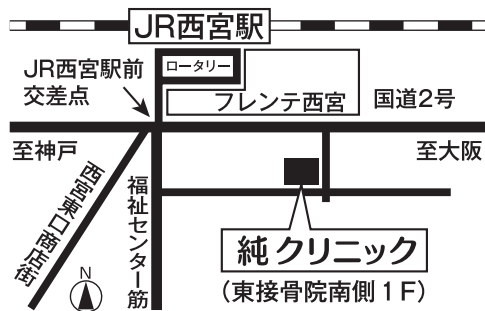 JR西宮駅
ロータリー
JR西宮駅前
交差点
フレンテ西宮
国道2号
至神戸
至大阪
西宮東口商店街
福祉センター筋
純クリニック
(東接骨院南側1F)
N